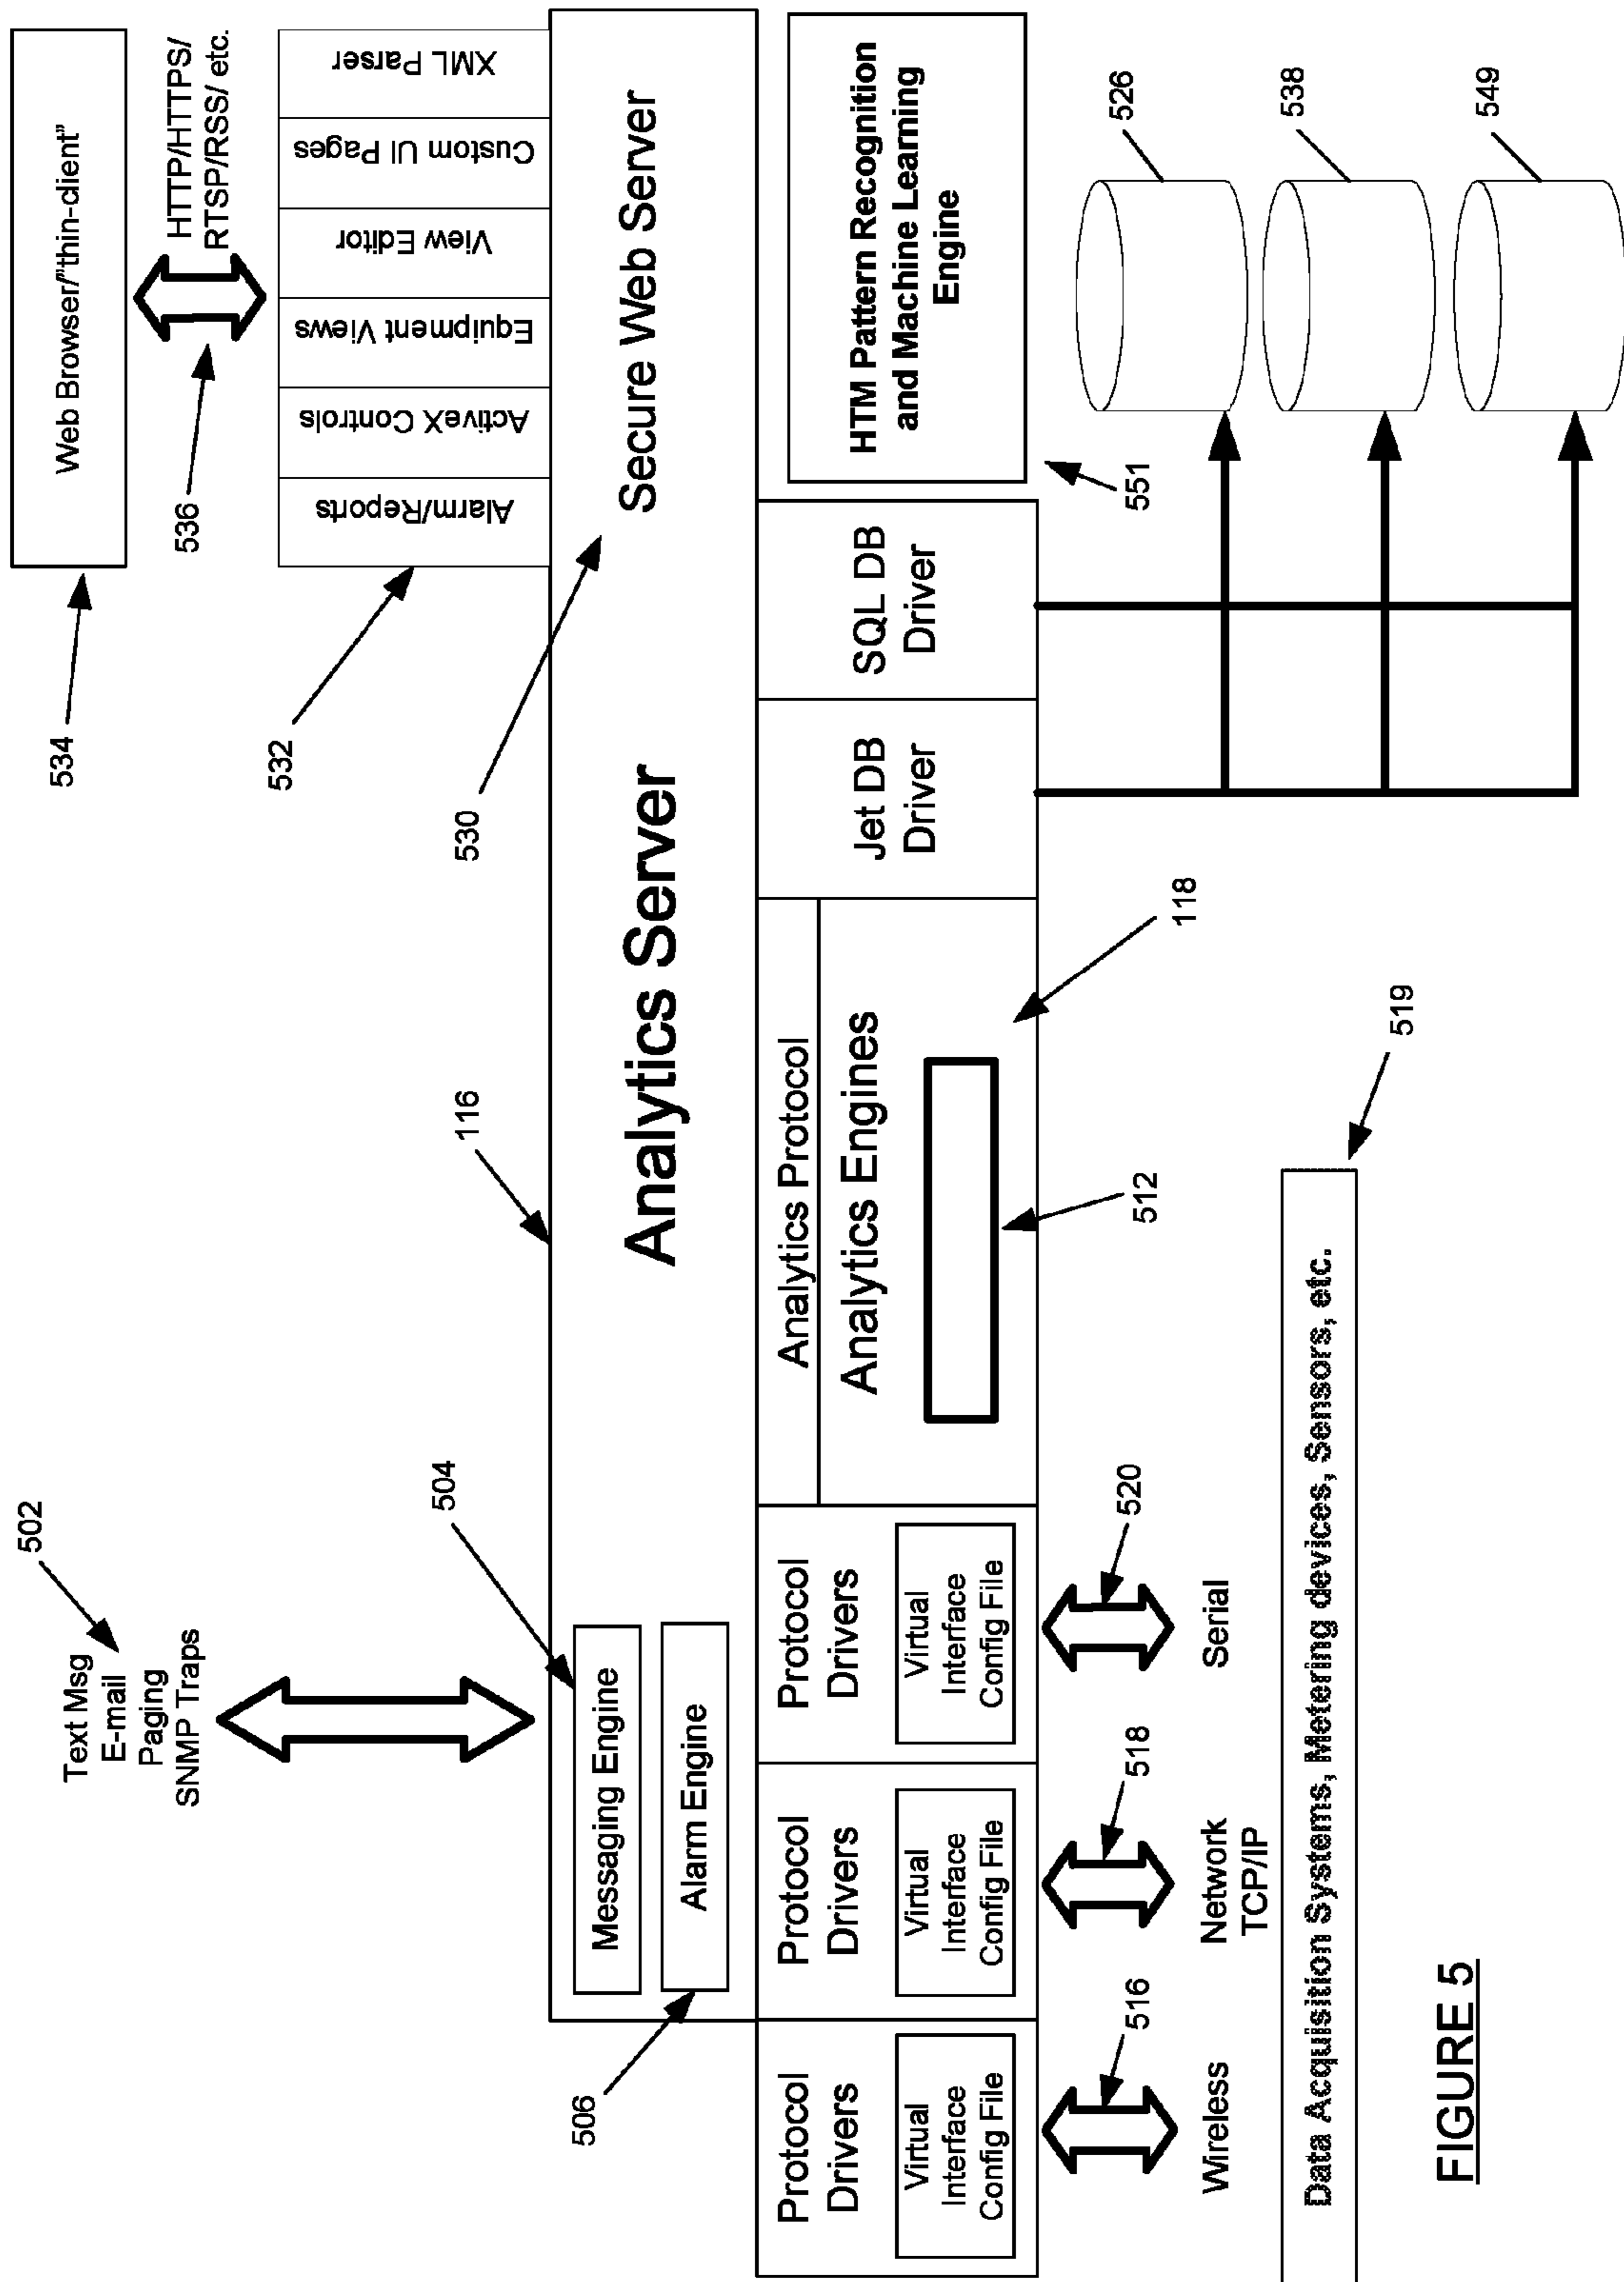 502
Text Msg
E-mail
Paging
SNMP Traps
534
Web Browser/"thin-client"
536
HTTP/HTTPS/
RTSP/RSS/ etc.
532
Alarm/Reports
ActiveX Controls
Equipment Views
View Editor
Custom UI Pages
XML Parser
504
116
530
Messaging Engine
Alarm Engine
506
Analytics Server
Secure Web Server
Protocol
Drivers
Virtual
Interface
Config File
Protocol
Drivers
Virtual
Interface
Config File
Protocol
Drivers
Virtual
Interface
Config File
Analytics Protocol
Analytics Engines
118
512
Jet DB
Driver
SQL DB
Driver
HTM Pattern Recognition
and Machine Learning
Engine
551
516
518
520
Wireless
Network
TCP/IP
Serial
526
538
549
Data Acquisition Systems, Metering devices, Sensors, etc.
519
FIGURE 5